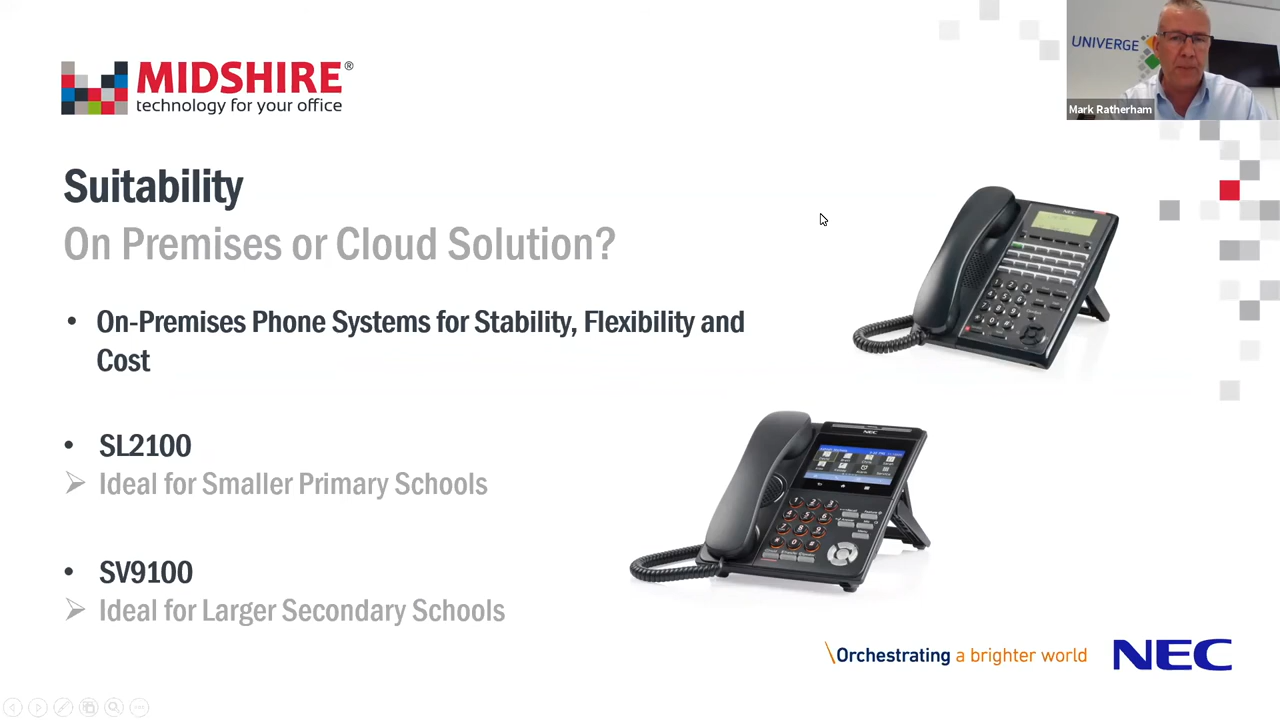 MIDSHIRE®
technology for your office
UNIVERGE
Mark Ratherham
Suitability
On Premises or Cloud Solution?
• On-Premises Phone Systems for Stability, Flexibility and
Cost
NEC
• SL2100
➢ Ideal for Smaller Primary Schools
NEC
• SV9100
➢ Ideal for Larger Secondary Schools
\Orchestrating a brighter world
NEC